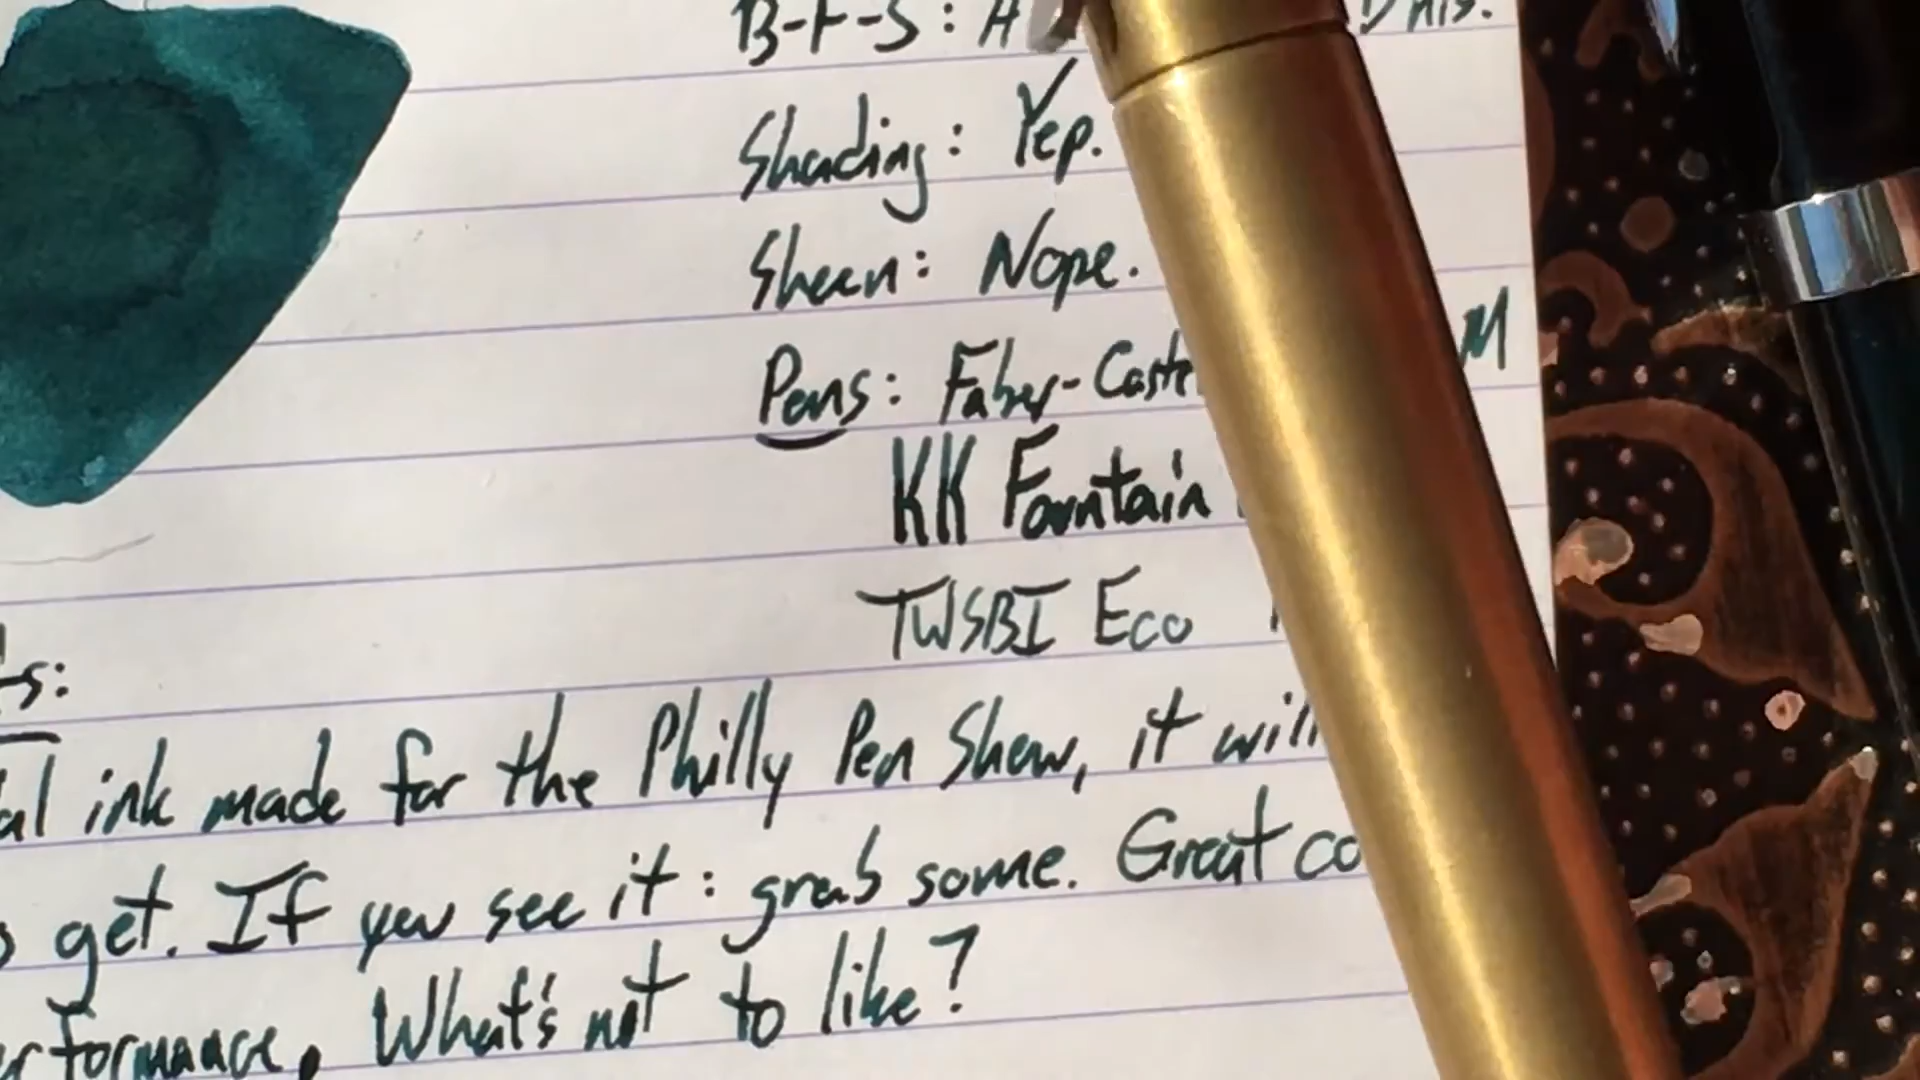 B-F-S: A
Shading: Yep.
Sheen: Nope.
Pens: Faber-Caste M
KK Fountain
TWSBI Eco
s:
al ink made for the Philly Pen Show, it will
get. If you see it: grab some. Great co
rformance. What's not to like?